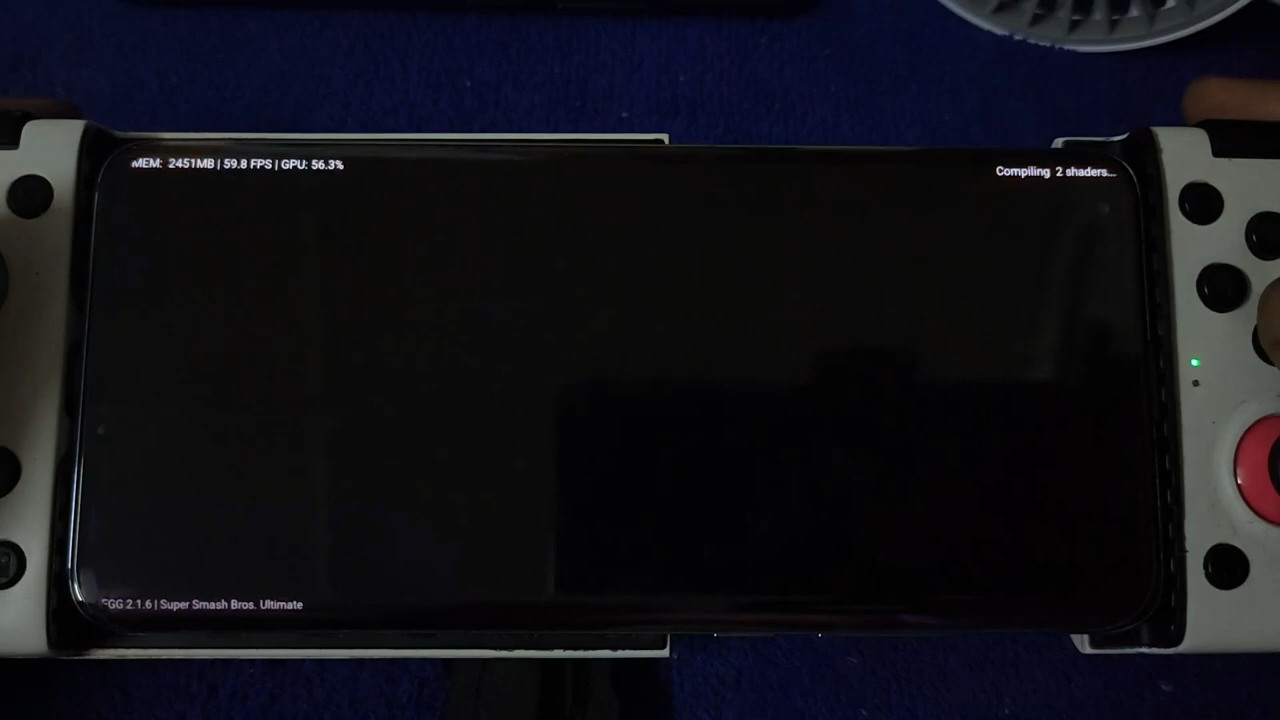 MEM: 2451MB | 59.8 FPS | GPU: 56.3%
Compiling 2 shaders...
EGG 2.1.6 | Super Smash Bros. Ultimate